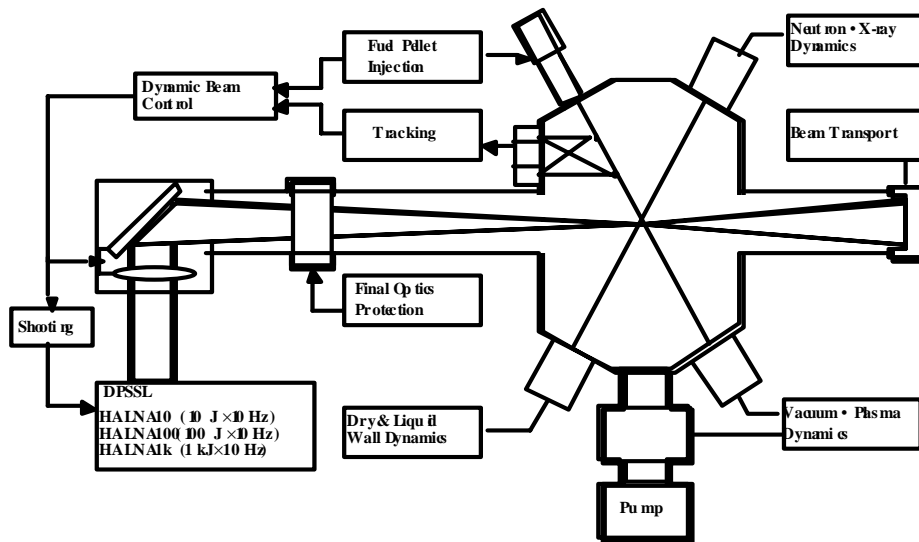 Fuel Pellet
Injection
Neutron • X-ray
Dynamics
Dynamic Beam
Control
Tracking
Beam Transport
Final Optics
Protection
Shooting
DPSSL
HALNA10 (10 J×10 Hz)
HALNA100(100 J×10 Hz)
HALNA1k (1 kJ×10 Hz)
Dry & Liquid
Wall Dynamics
Vacuum • Plasma
Dynamics
Pump